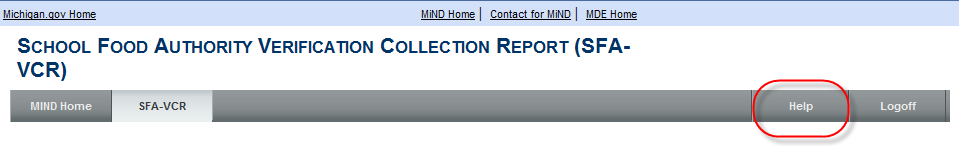 Michigan.gov Home MiND Home | Contact for MiND | MDE Home
SCHOOL FOOD AUTHORITY VERIFICATION COLLECTION REPORT (SFA-
VCR)
MIND Home SFA-VCR Help Logoff